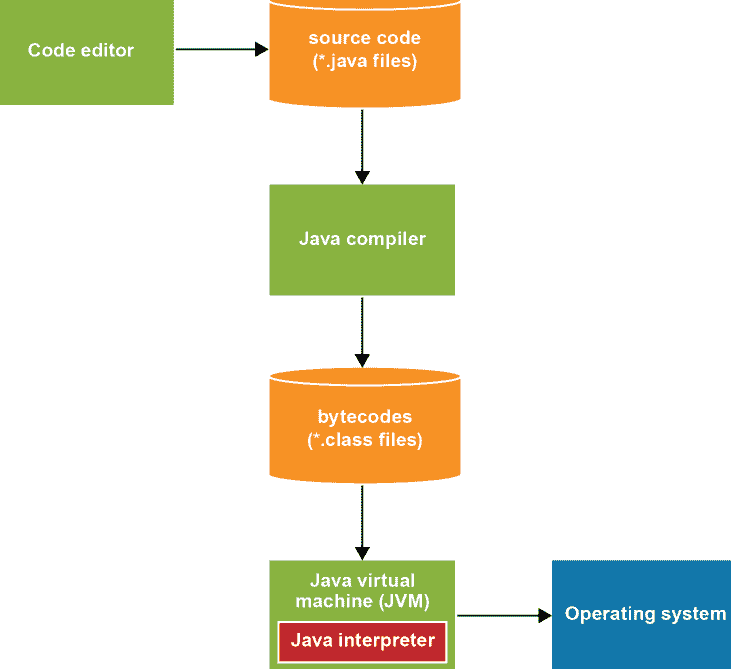 Code editor
source code
(*.java files)
Java compiler
bytecodes
(*.class files)
Java virtual
machine (JVM)
Java interpreter
Operating system